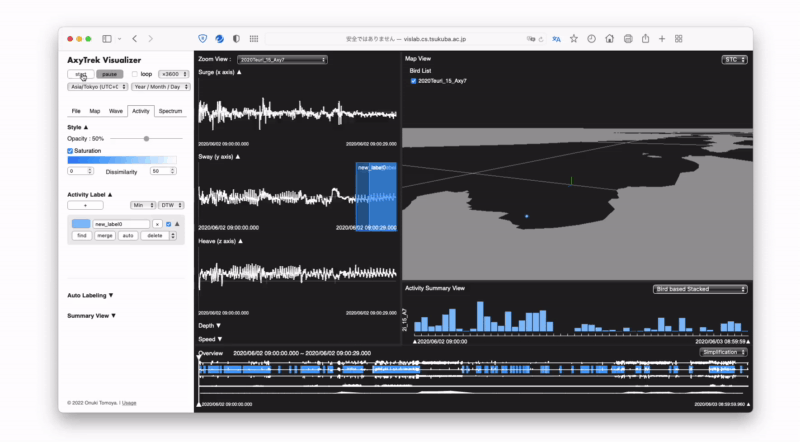 安全ではありません — vislab.cs.tsukuba.ac.jp
AxyTrek Visualizer
start
pause
loop
×3600
Asia/Tokyo (UTC+0
Year / Month / Day
File
Map
Wave
Activity
Spectrum
Style ▲
Opacity : 50%
Saturation
0
Dissimilarity
50
Activity Label ▲
+
Min
DTW
new_label0
×
▲
find
merge
auto
delete
Auto Labeling ▼
Summary View ▼
© 2022 Onuki Tomoya. | Usage
Zoom View :
2020Teuri_15_Axy7
Surge (x axis) ▲
2020/06/02 09:00:00.000
2020/06/02 09:00:29.000
Sway (y axis) ▲
new_label0
2020/06/02 09:00:00.000
2020/06/02 09:00:29.000
Heave (z axis) ▲
2020/06/02 09:00:00.000
2020/06/02 09:00:29.000
Depth ▼
Speed ▼
Map View
STC
Bird List
2020Teuri_15_Axy7
Activity Summary View
Bird based Stacked
▲2020/06/02 09:00:00
2020/06/03 08:59:59▲
Overview
2020/06/02 09:00:00.000 ~ 2020/06/02 09:00:29.000
Simplification
▲2020/06/02 09:00:00.000
2020/06/03 08:59:59.960 ▲